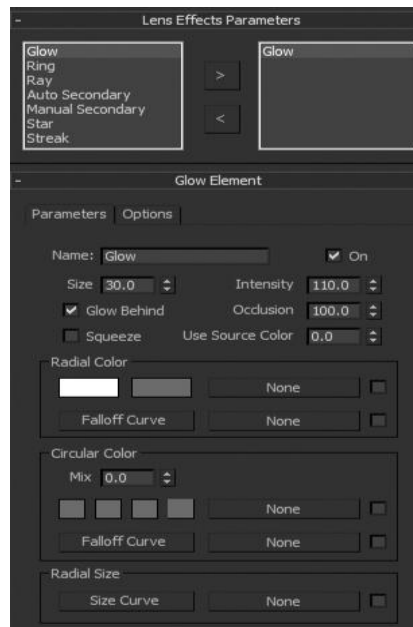 - Lens Effects Parameters
Glow
Ring
Ray
Auto Secondary
Manual Secondary
Star
Streak
>
<
Glow
- Glow Element
Parameters Options
Name: Glow On
Size 30.0 Intensity 110.0
Glow Behind Occlusion 100.0
Squeeze Use Source Color 0.0
Radial Color
None
Falloff Curve None
Circular Color
Mix 0.0
None
Falloff Curve None
Radial Size
Size Curve None